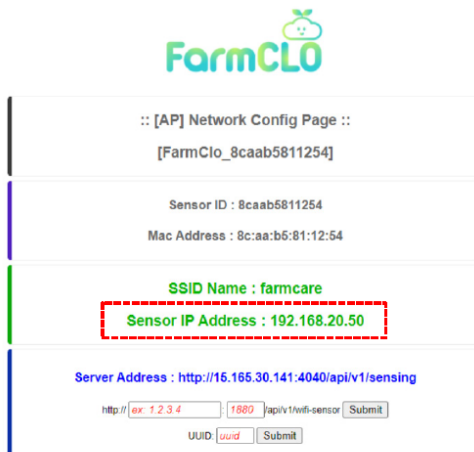 FarmCLO
:: [AP] Network Config Page ::
[FarmClo_8caab5811254]
Sensor ID : 8caab5811254
Mac Address : 8c:aa:b5:81:12:54
SSID Name : farmcare
Sensor IP Address : 192.168.20.50
Server Address : http://15.165.30.141:4040/api/v1/sensing
http:// ex: 1.2.3.4 : 1880 /api/v1/wifi-sensor Submit
UUID: uuid Submit